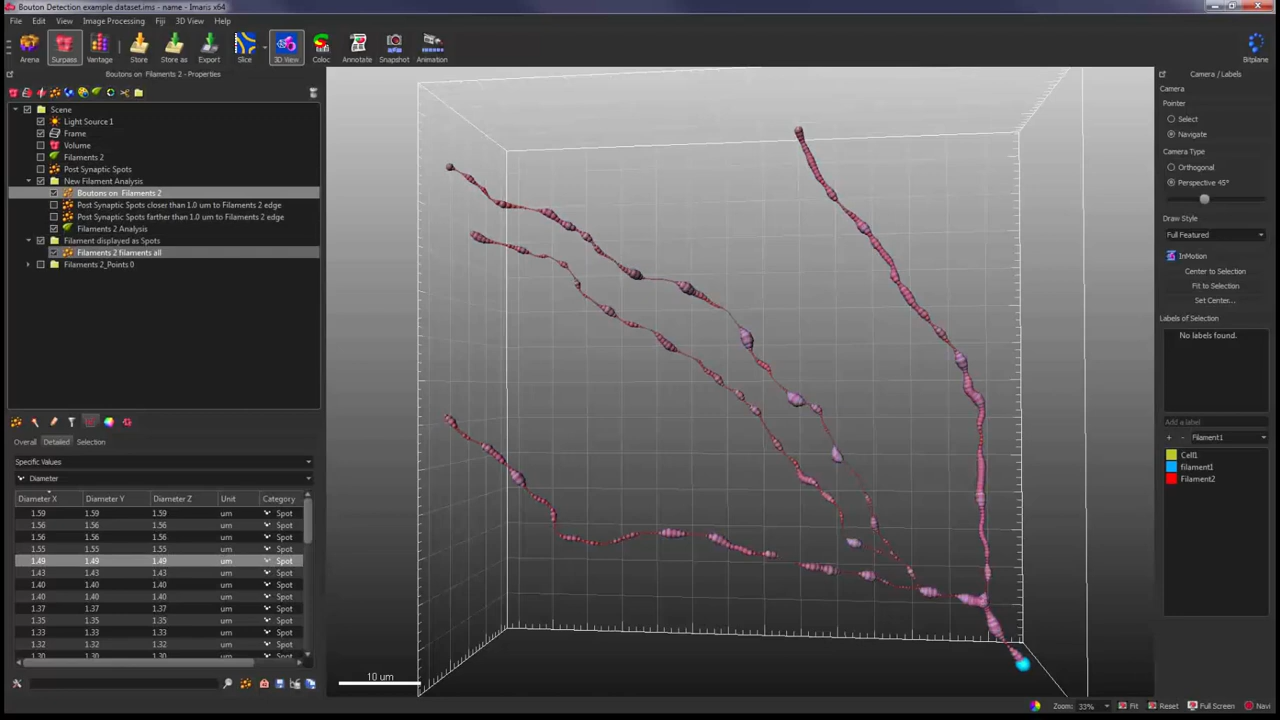 Bouton Detection example dataset.ims - name - Imaris x64
File Edit View Image Processing Fiji 3D View Help
Arena Surpass Vantage Store Store as Export Slice 3D View Coloc Annotate Snapshot Animation Bitplane
Boutons on Filaments 2 - Properties
Scene
Light Source 1
Frame
Volume
Filaments 2
Post Synaptic Spots
New Filament Analysis
Boutons on Filaments 2
Post Synaptic Spots closer than 1.0 um to Filaments 2 edge
Post Synaptic Spots farther than 1.0 um to Filaments 2 edge
Filaments 2 Analysis
Filament displayed as Spots
Filaments 2 filaments all
Filaments 2_Points 0
Overall Detailed Selection
Specific Values
Diameter
Diameter X Diameter Y Diameter Z Unit Category
1.59 1.59 1.59 um Spot
1.56 1.56 1.56 um Spot
1.56 1.56 1.56 um Spot
1.55 1.55 1.55 um Spot
1.49 1.49 1.49 um Spot
1.43 1.43 1.43 um Spot
1.40 1.40 1.40 um Spot
1.40 1.40 1.40 um Spot
1.37 1.37 1.37 um Spot
1.35 1.35 1.35 um Spot
1.33 1.33 1.33 um Spot
1.32 1.32 1.32 um Spot
1.30 1.30 1.30 um Spot
10 um
Camera / Labels
Camera
Pointer
Select
Navigate
Camera Type
Orthogonal
Perspective 45°
Draw Style
Full Featured
InMotion
Center to Selection
Fit to Selection
Set Center...
Labels of Selection
No labels found.
Add a label
+ - Filament1
Cell1
filament1
Filament2
Zoom: 33% Fit Reset Full Screen Navi